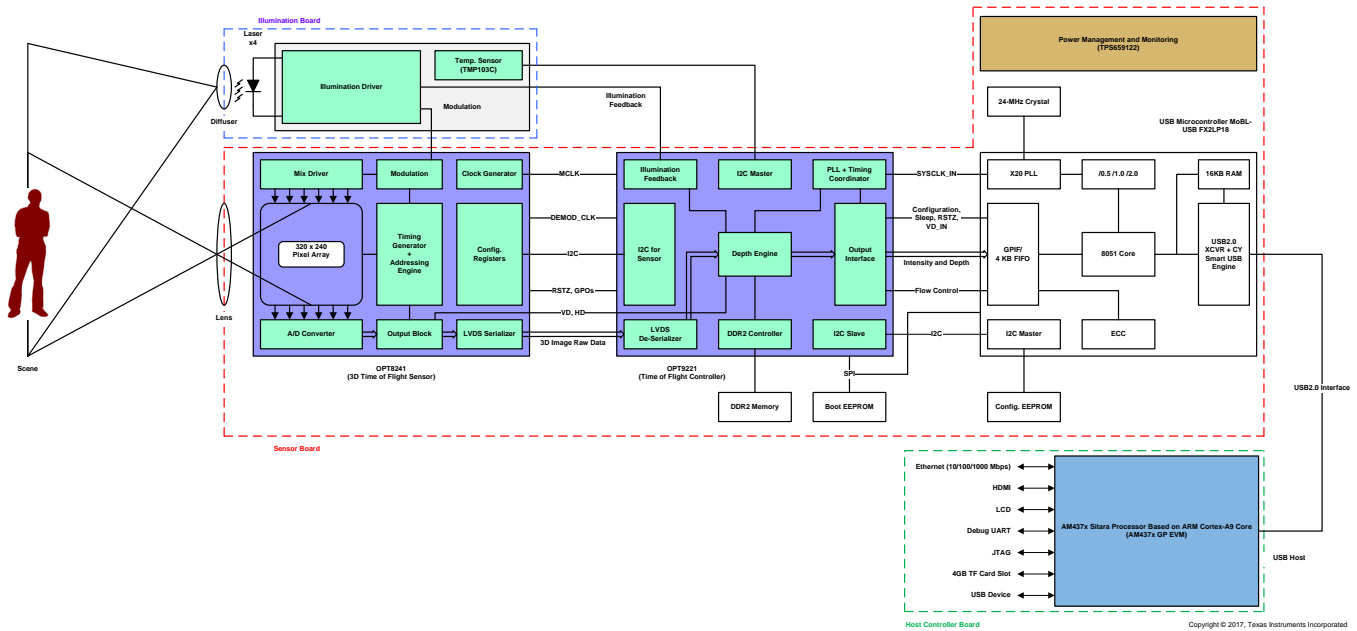 Illumination Board
Laser
x4
Temp. Sensor
(TMP103C)
Illumination Driver
Modulation
Diffuser
Illumination
Feedback
Power Management and Monitoring
(TPS659122)
24-MHz Crystal
USB Microcontroller MoBL-
USB FX2LP18
Mix Driver
Modulation
Clock Generator
MCLK
Illumination
Feedback
I2C Master
PLL + Timing
Coordinator
SYSCLK_IN
X20 PLL
/0.5 /1.0 /2.0
16KB RAM
320 x 240
Pixel Array
Timing
Generator
+
Addressing
Engine
Config.
Registers
DEMOD_CLK
I2C
RSTZ, GPOs
I2C for
Sensor
Depth Engine
Output
Interface
Configuration,
Sleep, RSTZ,
VD_IN
Intensity and Depth
Flow Control
GPIF/
4 KB FIFO
8051 Core
USB2.0
XCVR + CY
Smart USB
Engine
VD, HD
Lens
A/D Converter
Output Block
LVDS Serializer
3D Image Raw Data
LVDS
De-Serializer
DDR2 Controller
I2C Slave
I2C
I2C Master
ECC
Scene
OPT8241
(3D Time of Flight Sensor)
OPT9221
(Time of Flight Controller)
SPI
DDR2 Memory
Boot EEPROM
Config. EEPROM
USB2.0 Interface
Sensor Board
Ethernet (10/100/1000 Mbps)
HDMI
LCD
Debug UART
JTAG
4GB TF Card Slot
USB Device
AM437x Sitara Processor Based on ARM Cortex-A9 Core
(AM437x GP EVM)
USB Host
Host Controller Board
Copyright © 2017, Texas Instruments Incorporated